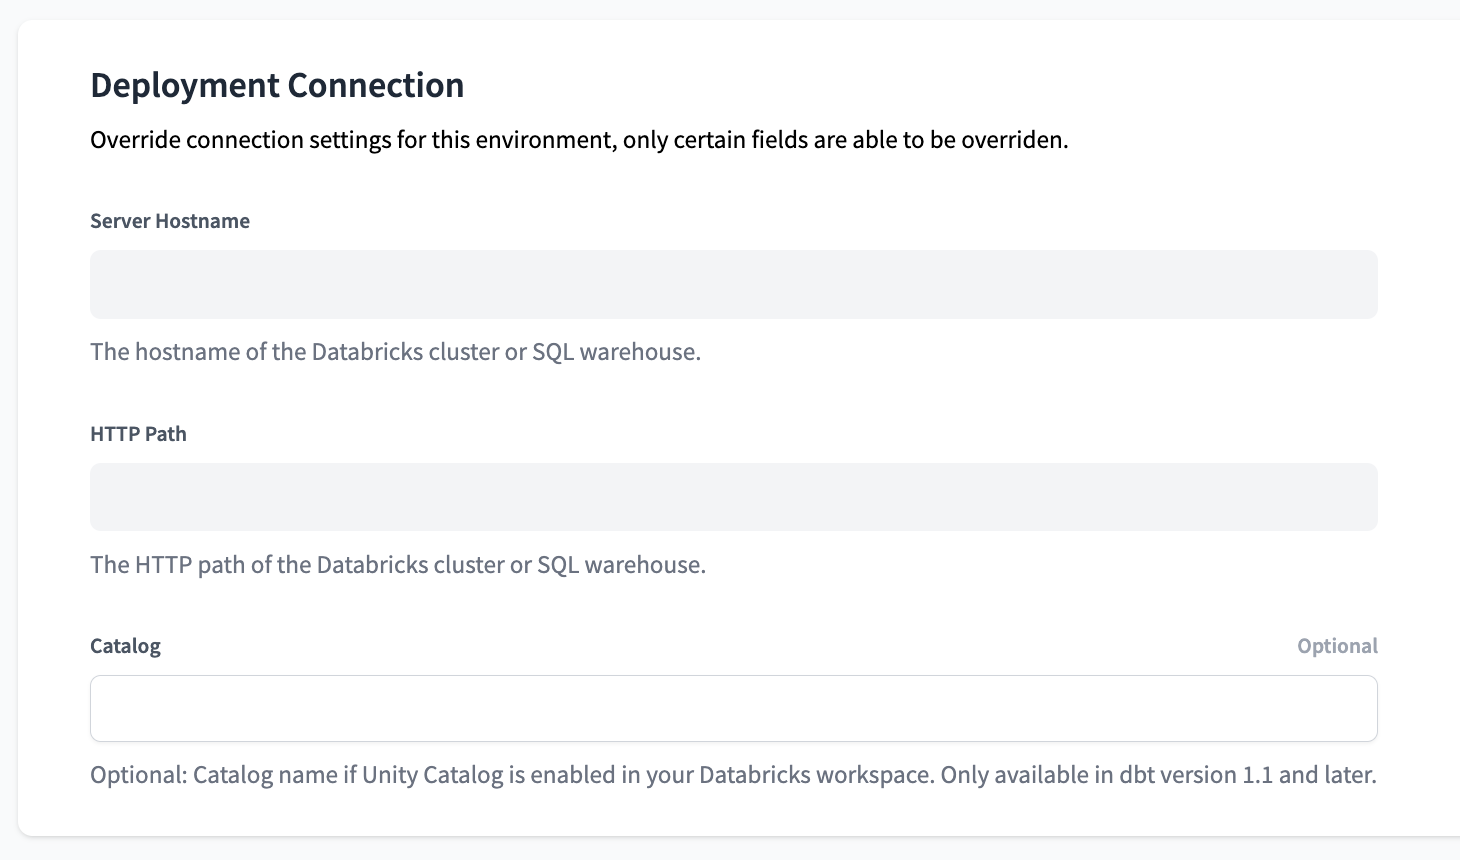 Deployment Connection
Override connection settings for this environment, only certain fields are able to be overriden.
Server Hostname
The hostname of the Databricks cluster or SQL warehouse.
HTTP Path
The HTTP path of the Databricks cluster or SQL warehouse.
Catalog
Optional
Optional: Catalog name if Unity Catalog is enabled in your Databricks workspace. Only available in dbt version 1.1 and later.